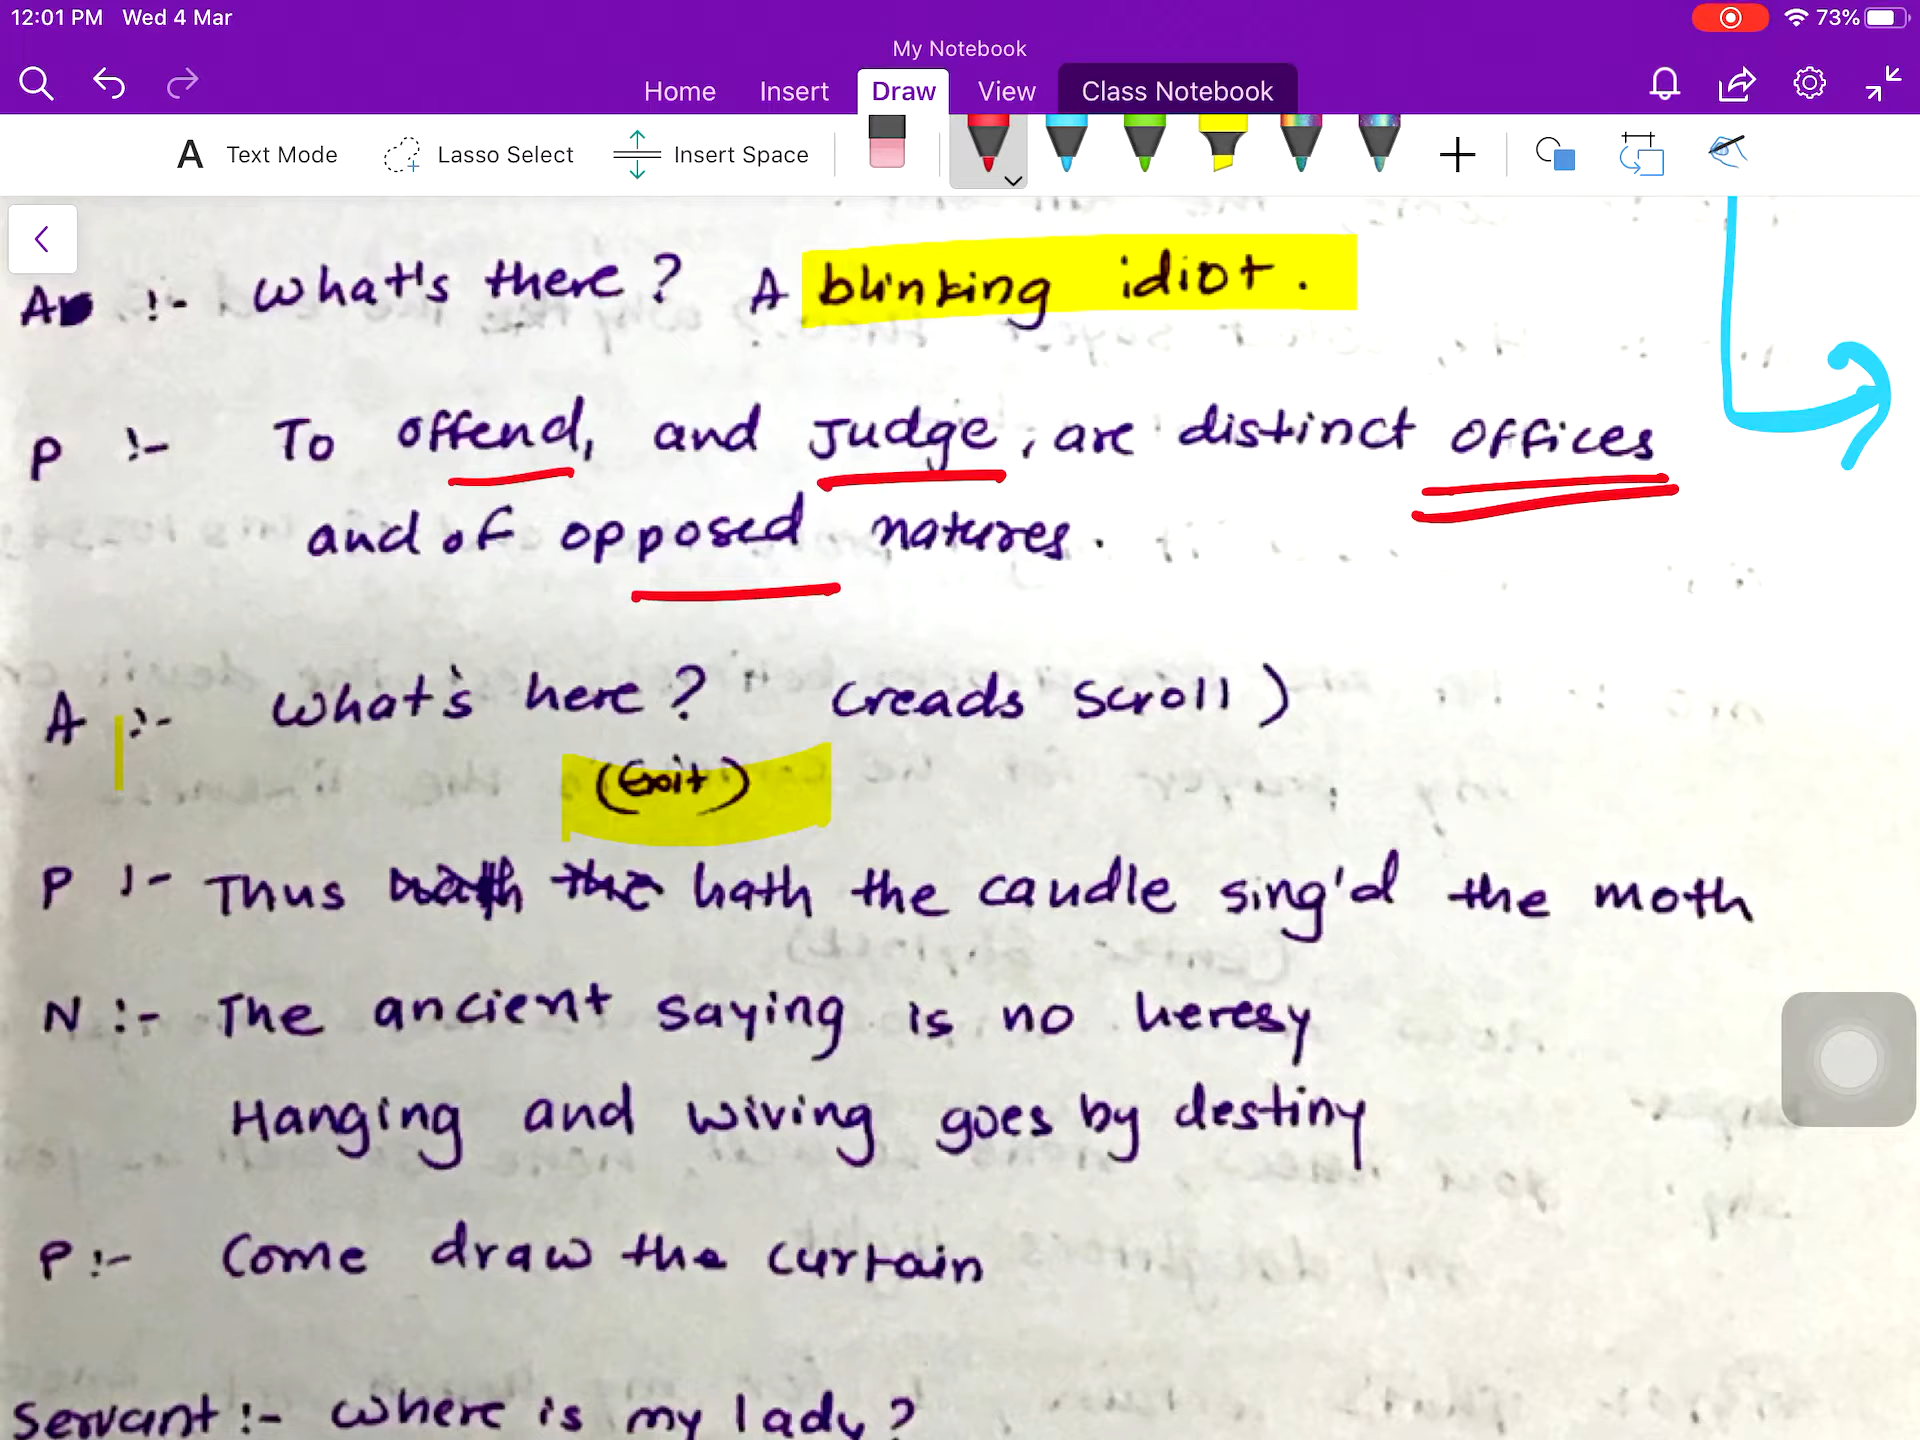 12:01 PM Wed 4 Mar
73%
My Notebook
Home Insert Draw View Class Notebook
A Text Mode Lasso Select Insert Space
A :- what's there? A blinking idiot.
P :- To offend, and Judge, are distinct offices
and of opposed natures.
A :- what's here? (reads scroll)
(Exit)
P :- Thus hath the candle sing'd the moth
N :- The ancient saying is no heresy
Hanging and wiving goes by destiny
P :- Come draw the curtain
Servant :- where is my lady?